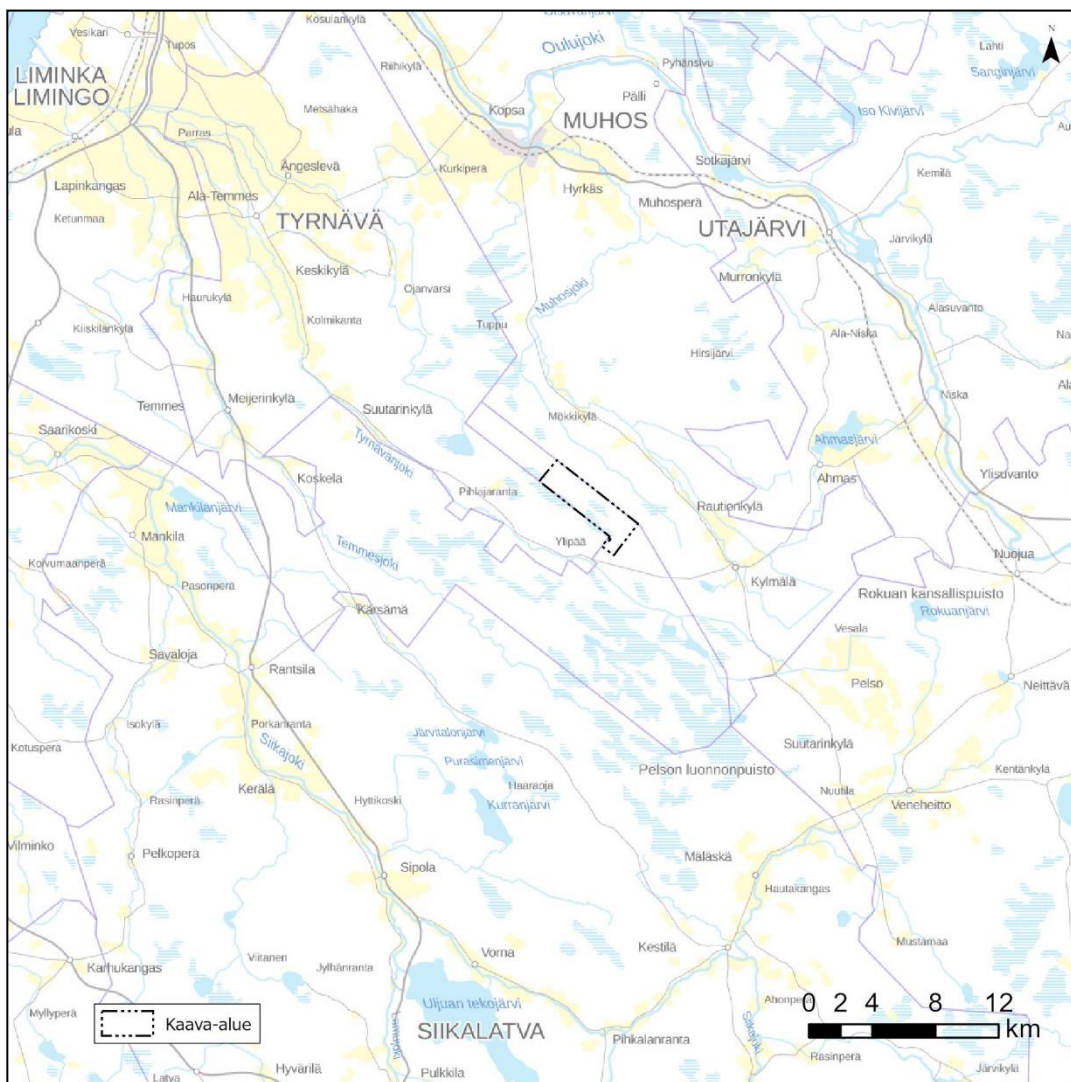 Oulujoki
Kosulankylä
Vesikari
Tupos
Lahti
N
Riihikylä
Pyhänsivu
Sanginjärvi
LIMINKA
LIMINGO
Pälli
Metsähaka
Kopsa
MUHOS
Iso Kivijärvi
Parras
Sotkajärvi
Angeslevä
Kurkiperä
Kemilä
Lapinkangas
Ala-Temmes
Hyrkäs
Muhosperä
Ketunmaa
TYRNÄVÄ
UTAJÄRVI
Järvikylä
Keskikylä
Murronkylä
Haurukylä
Ojanvarsi
Muhosjoki
Alasuvanto
Kolmikanta
Tuppu
Kiiskilänkylä
Ala-Niska
Hirsijärvi
Niska
Temmes
Meijerinkylä
Suutarinkylä
Mökkikylä
Saarikoski
Ahmasjärvi
Tyrnävänjoki
Ylisuvanto
Koskela
Ahmas
Pihlajaranta
Mankilanjärvi
Rautionkylä
Mankila
Ylipää
Temmesjoki
Nuojua
Koivumaanperä
Kylmälä
Pasonperä
Rokuan kansallispuisto
Kärsämä
Rokuanjärvi
Vesala
Savaloja
Rantsila
Pelso
Neittävä
Isokylä
Porkanranta
Järvitalonjärvi
Suutarinkylä
Kotusperä
Siikajoki
Purasimenjärvi
Pelson luonnonpuisto
Kentänkylä
Haaraoja
Kerälä
Nuutila
Rasinperä
Hyttikoski
Kurranjärvi
Veneheitto
Vilminko
Pelkoperä
Mäläskä
Sipola
Hautakangas
Kestilä
Mustamaa
Vorna
Viitanen
Karhukangas
Jylhänranta
Uljuan tekojärvi
Ahonperä
Kaava-alue
0 2 4 8 12
km
Myllyperä
SIIKALATVA
Pihkalanranta
Rasinperä
Hyvärilä
Pulkkila
Järvikylä
Latva